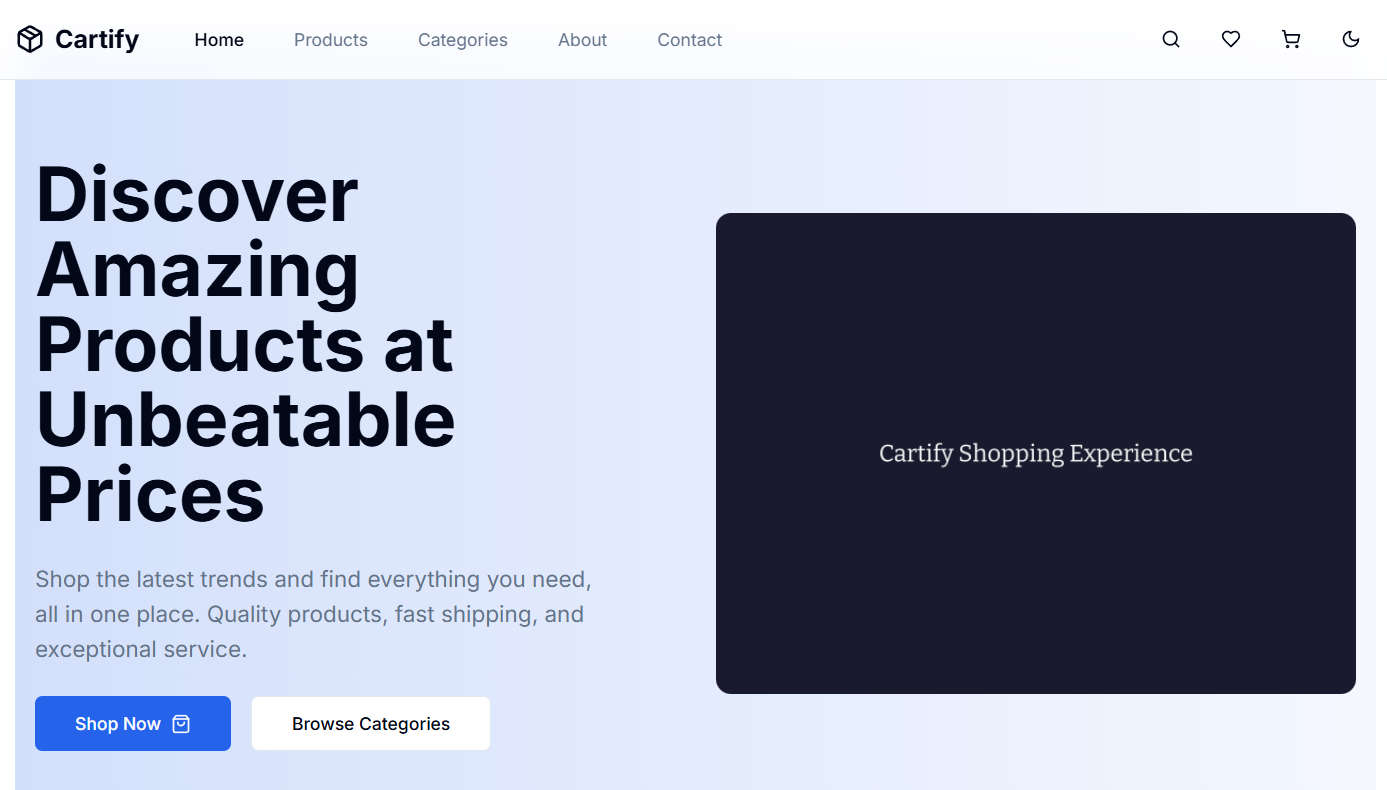 Cartify Home Products Categories About Contact
Discover
Amazing
Products at
Unbeatable
Prices
Shop the latest trends and find everything you need,
all in one place. Quality products, fast shipping, and
exceptional service.
Shop Now Browse Categories
Cartify Shopping Experience